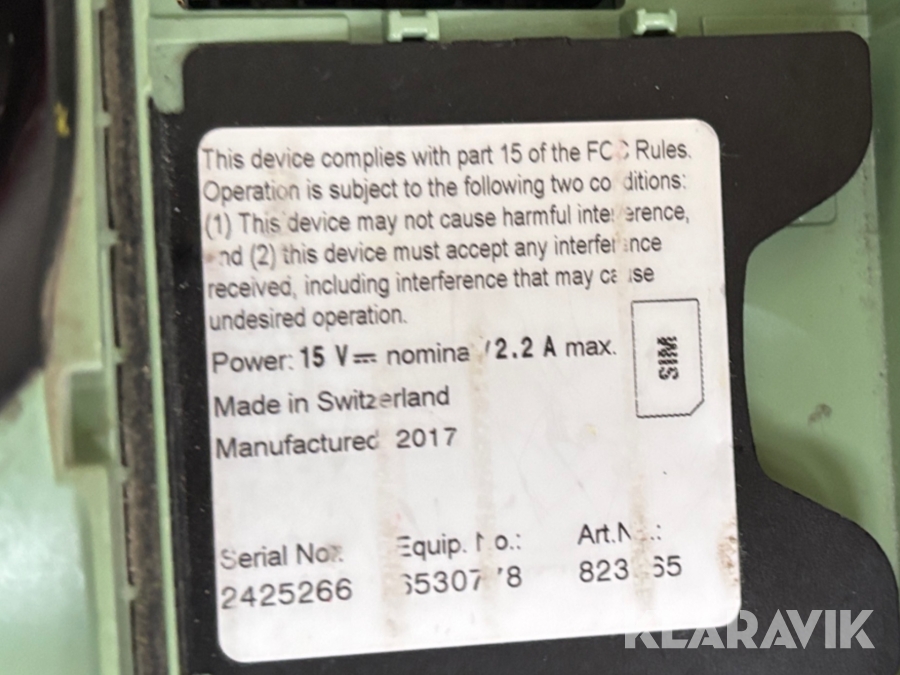 This device complies with part 15 of the FCC Rules.
Operation is subject to the following two conditions:
(1) This device may not cause harmful interference,
and (2) this device must accept any interference
received, including interference that may cause
undesired operation.
Power: 15 V⎓ nominal / 2.2 A max.
SIM
Made in Switzerland
Manufactured 2017
Serial No.: Equip. No.: Art.No.:
2425266
KLARAVIK